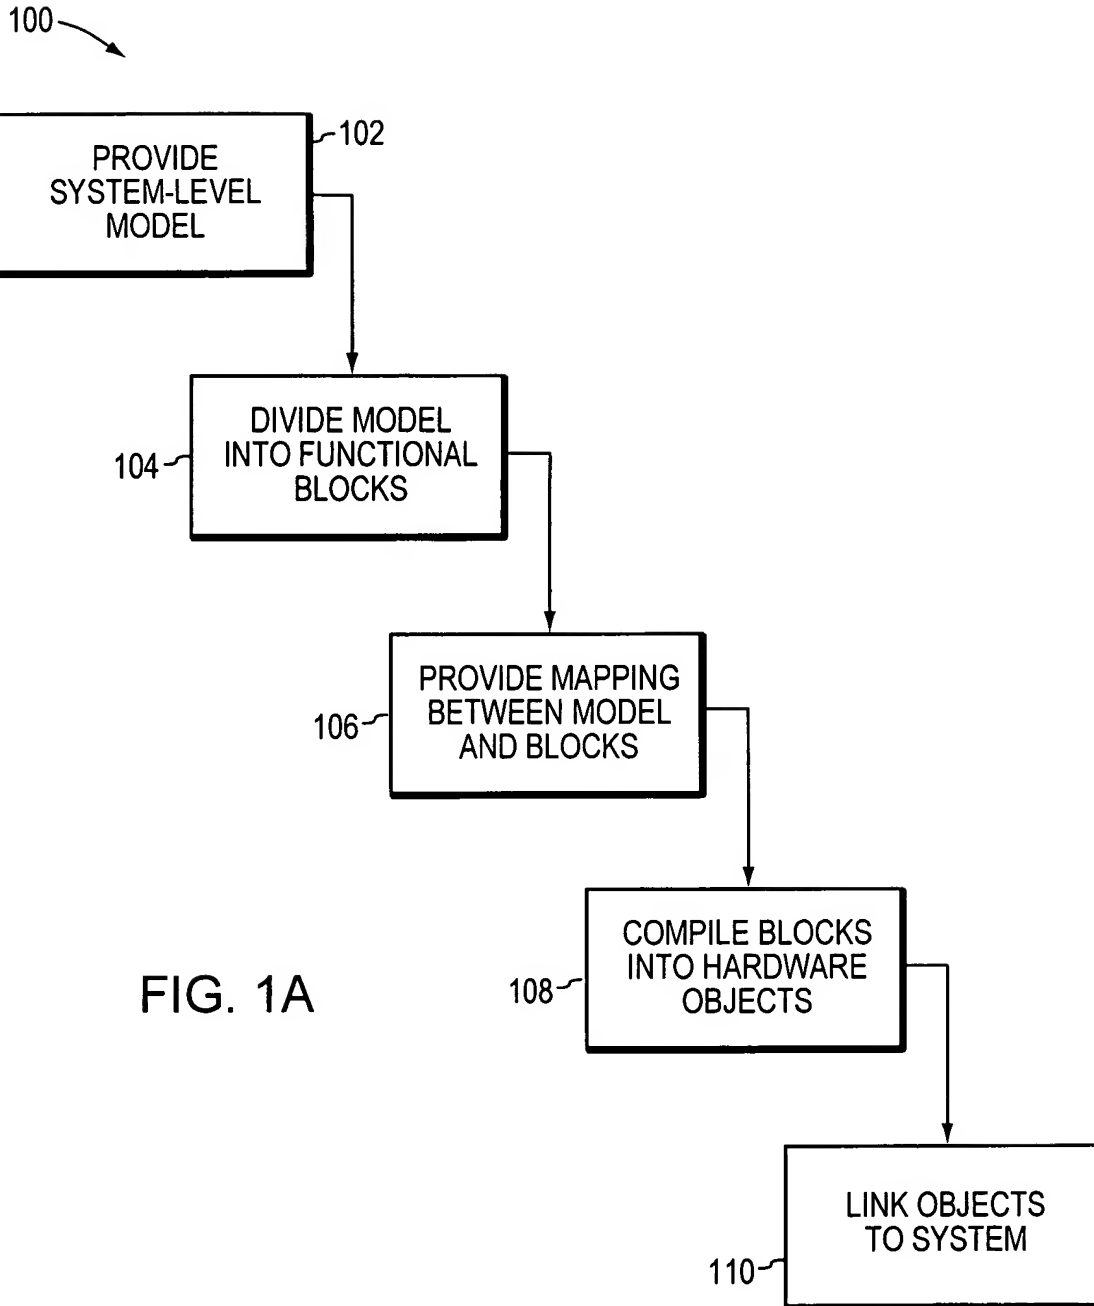 100
102
PROVIDE
SYSTEM-LEVEL
MODEL
104
DIVIDE MODEL
INTO FUNCTIONAL
BLOCKS
106
PROVIDE MAPPING
BETWEEN MODEL
AND BLOCKS
108
COMPILE BLOCKS
INTO HARDWARE
OBJECTS
FIG. 1A
110
LINK OBJECTS
TO SYSTEM